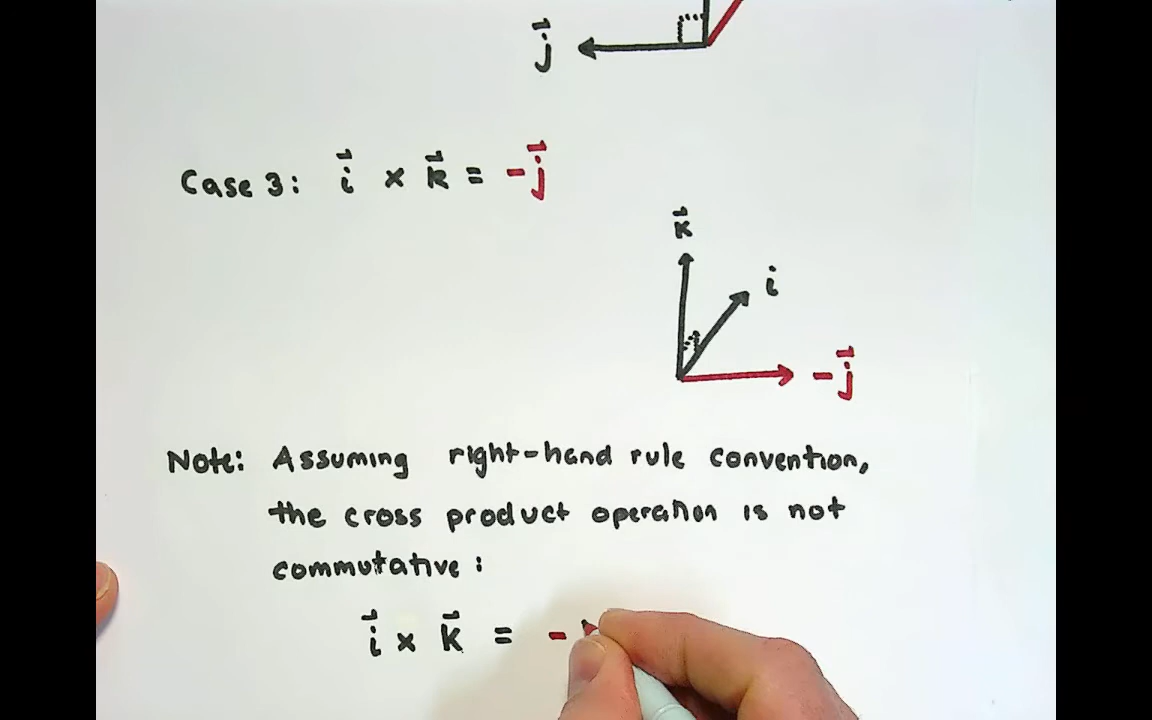 j⃗
Case 3: i⃗ × k⃗ = -j⃗
k⃗
i
-j⃗
Note: Assuming right-hand rule convention,
the cross product operation is not
commutative:
i⃗ × k⃗ = -